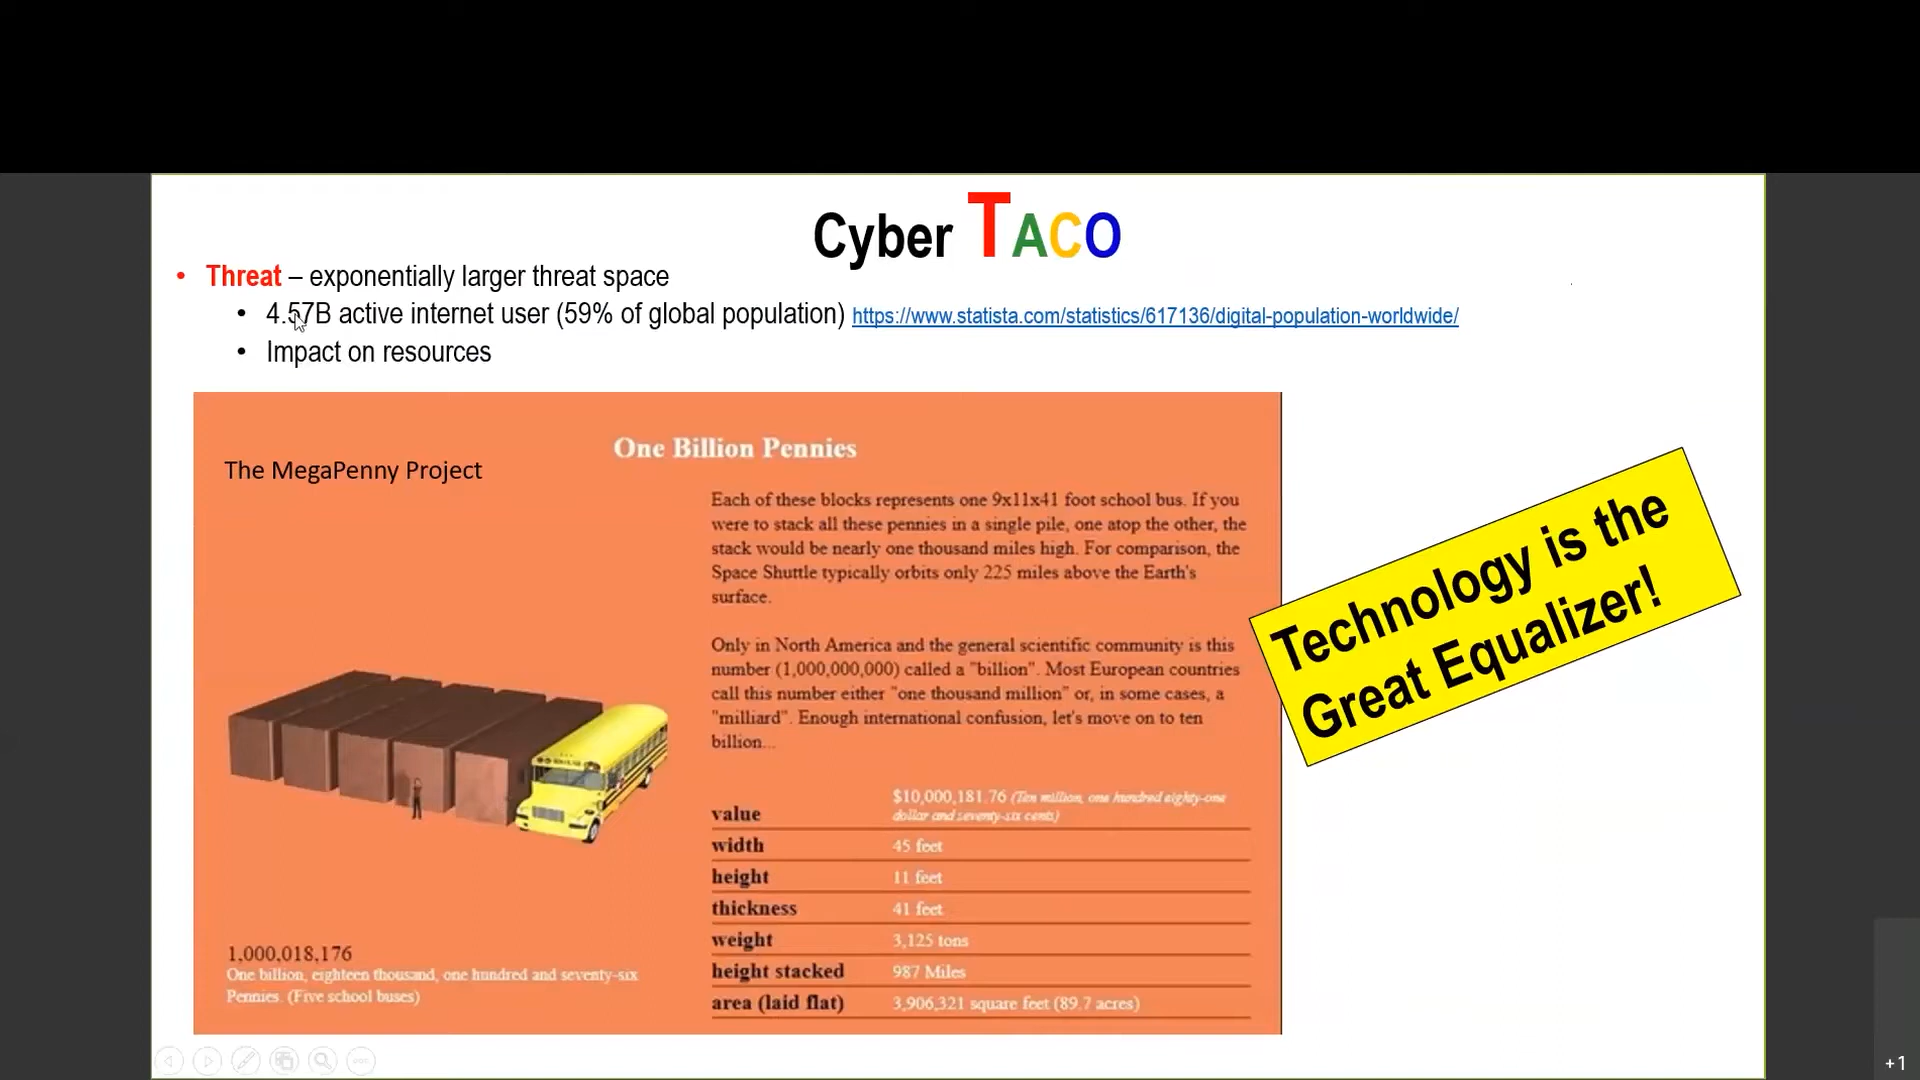 Cyber TACO
• Threat – exponentially larger threat space
• 4.57B active internet user (59% of global population) https://www.statista.com/statistics/617136/digital-population-worldwide/
• Impact on resources
The MegaPenny Project
One Billion Pennies
Each of these blocks represents one 9x11x41 foot school bus. If you
were to stack all these pennies in a single pile, one atop the other, the
stack would be nearly one thousand miles high. For comparison, the
Space Shuttle typically orbits only 225 miles above the Earth's
surface.
Only in North America and the general scientific community is this
number (1,000,000,000) called a "billion". Most European countries
call this number either "one thousand million" or, in some cases, a
"milliard". Enough international confusion, let's move on to ten
billion...
value $10,000,181.76 (Ten million, one hundred eighty-one
dollar and seventy-six cents)
width 45 feet
height 11 feet
thickness 41 feet
weight 3,125 tons
height stacked 987 Miles
area (laid flat) 3,906,321 square feet (89.7 acres)
1,000,018,176
One billion, eighteen thousand, one hundred and seventy-six
Pennies. (Five school buses)
Technology is the
Great Equalizer!
+1